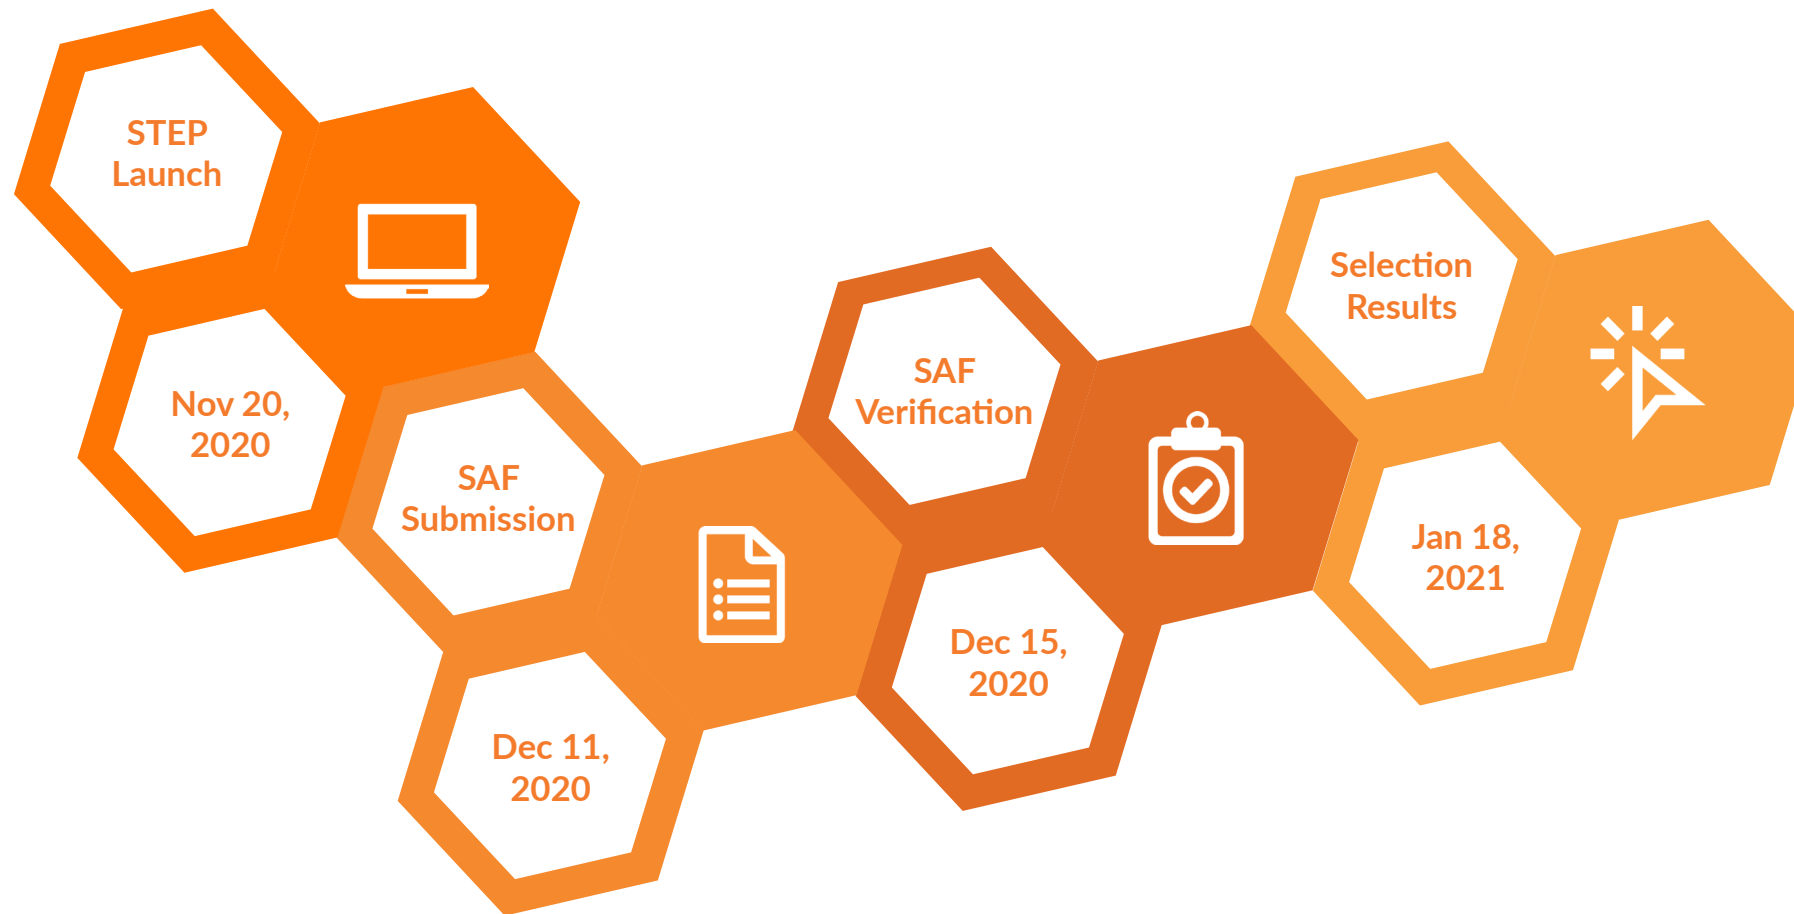 STEP
Launch
Nov 20,
2020
SAF
Submission
Dec 11,
2020
SAF
Verification
Dec 15,
2020
Selection
Results
Jan 18,
2021